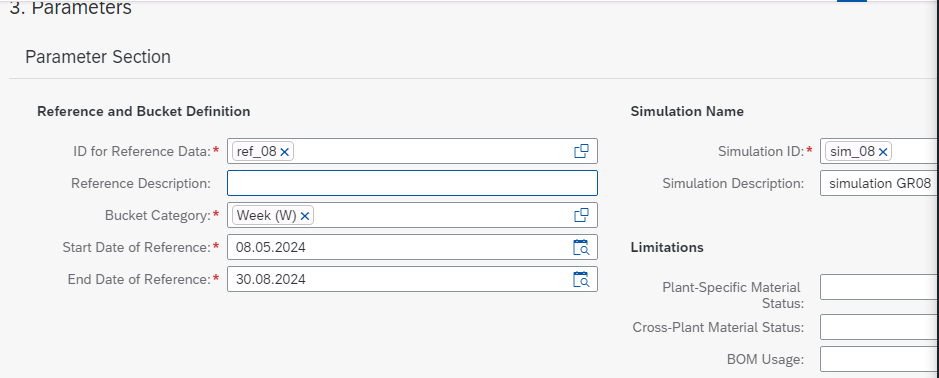 3. Parameters
Parameter Section
Reference and Bucket Definition
ID for Reference Data:* ref_08 ×
Reference Description:
Bucket Category:* Week (W) ×
Start Date of Reference:* 08.05.2024
End Date of Reference:* 30.08.2024
Simulation Name
Simulation ID:* sim_08 ×
Simulation Description: simulation GR08
Limitations
Plant-Specific Material
Status:
Cross-Plant Material Status:
BOM Usage: